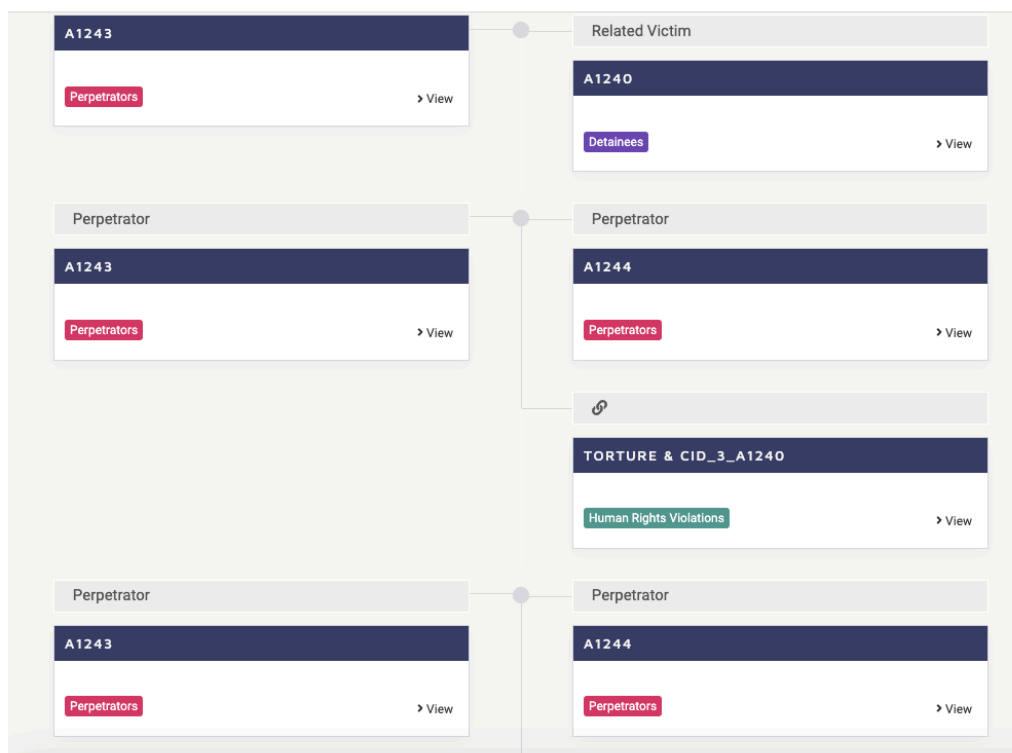 A1243
Perpetrators
View
Related Victim
A1240
Detainees
View
Perpetrator
A1243
Perpetrators
View
Perpetrator
A1244
Perpetrators
View
TORTURE & CID_3_A1240
Human Rights Violations
View
Perpetrator
A1243
Perpetrators
View
Perpetrator
A1244
Perpetrators
View